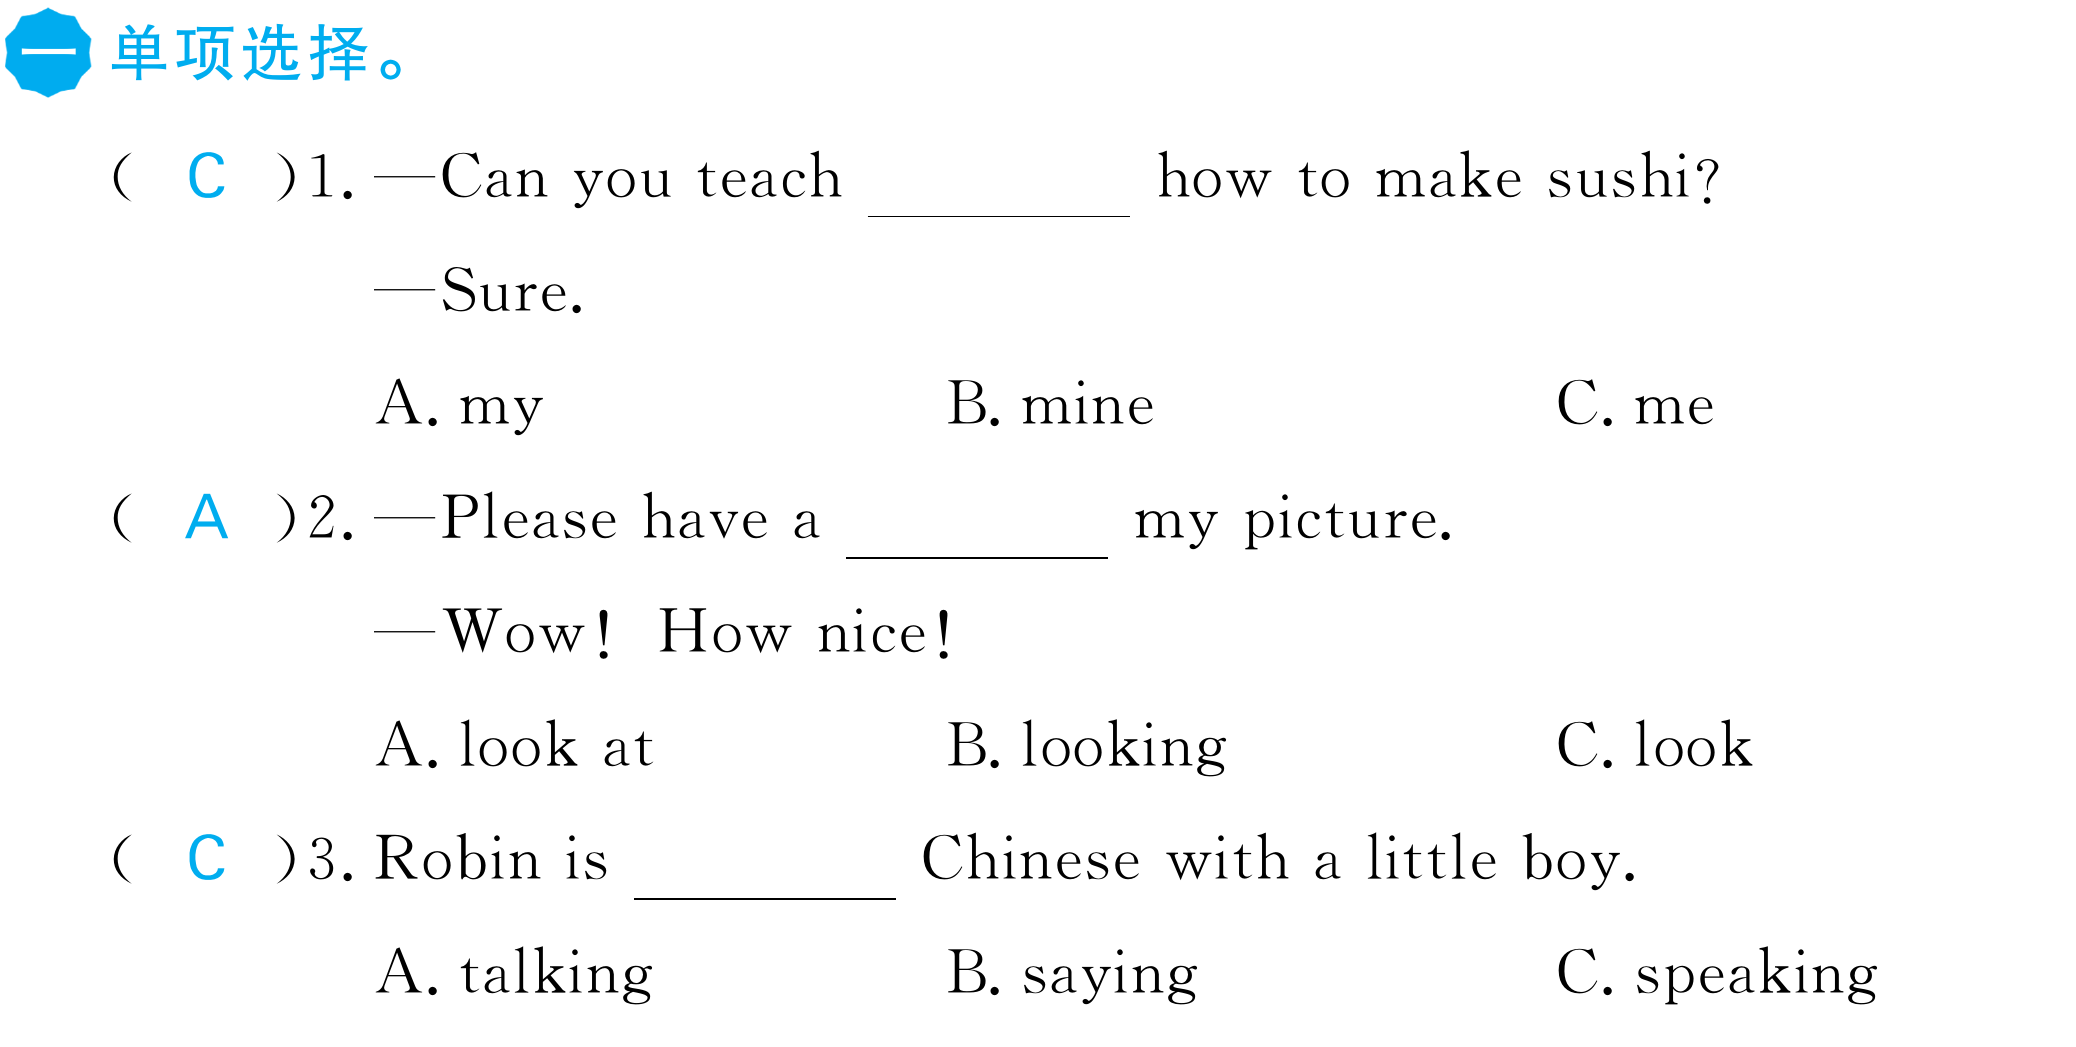 一 单项选择。
( C )1. —Can you teach ________ how to make sushi?
—Sure.
A. my B. mine C. me
( A )2. —Please have a ________ my picture.
—Wow! How nice!
A. look at B. looking C. look
( C )3. Robin is ________ Chinese with a little boy.
A. talking B. saying C. speaking